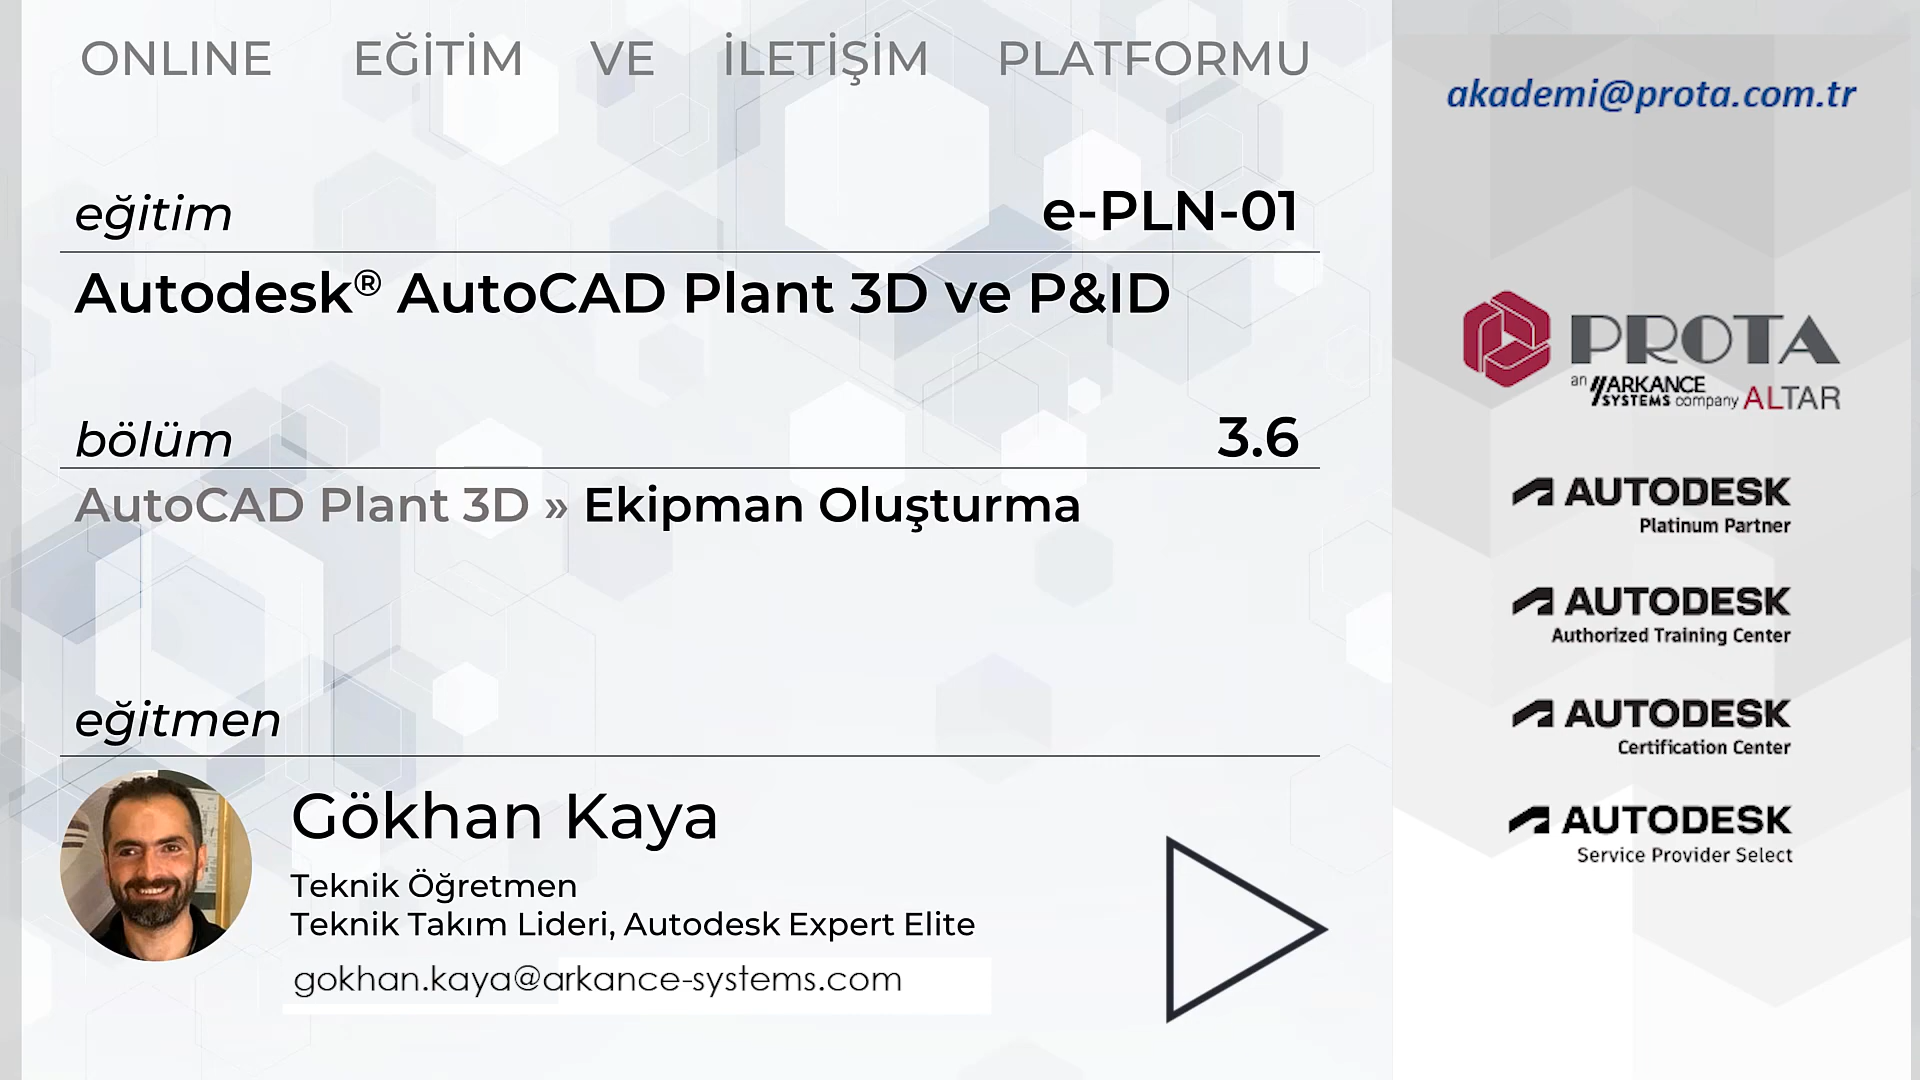 ONLINE EĞİTİM VE İLETİŞİM PLATFORMU
eğitim e-PLN-01
Autodesk® AutoCAD Plant 3D ve P&ID
bölüm 3.6
AutoCAD Plant 3D » Ekipman Oluşturma
eğitmen
Gökhan Kaya
Teknik Öğretmen
Teknik Takım Lideri, Autodesk Expert Elite
gokhan.kaya@arkance-systems.com
akademi@prota.com.tr
PROTA
an ARKANCE SYSTEMS company ALTAR
AUTODESK
Platinum Partner
AUTODESK
Authorized Training Center
AUTODESK
Certification Center
AUTODESK
Service Provider Select